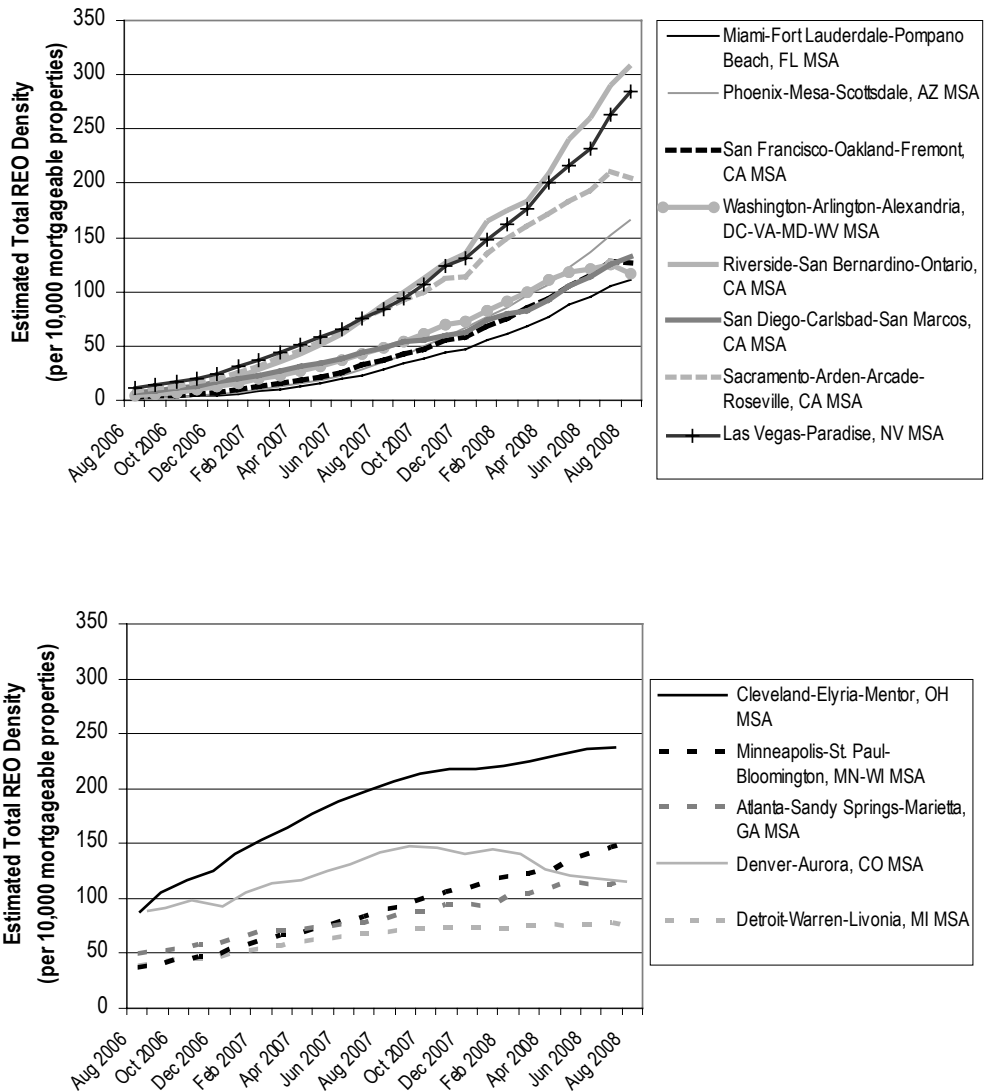 Estimated Total REO Density
(per 10,000 mortgageable properties)
350
300
250
200
150
100
50
0
Aug 2006
Oct 2006
Dec 2006
Feb 2007
Apr 2007
Jun 2007
Aug 2007
Oct 2007
Dec 2007
Feb 2008
Apr 2008
Jun 2008
Aug 2008
Miami-Fort Lauderdale-Pompano
Beach, FL MSA
Phoenix-Mesa-Scottsdale, AZ MSA
San Francisco-Oakland-Fremont,
CA MSA
Washington-Arlington-Alexandria,
DC-VA-MD-WV MSA
Riverside-San Bernardino-Ontario,
CA MSA
San Diego-Carlsbad-San Marcos,
CA MSA
Sacramento-Arden-Arcade-
Roseville, CA MSA
Las Vegas-Paradise, NV MSA
Estimated Total REO Density
(per 10,000 mortgageable properties)
350
300
250
200
150
100
50
0
Aug 2006
Oct 2006
Dec 2006
Feb 2007
Apr 2007
Jun 2007
Aug 2007
Oct 2007
Dec 2007
Feb 2008
Apr 2008
Jun 2008
Aug 2008
Cleveland-Elyria-Mentor, OH
MSA
Minneapolis-St. Paul-
Bloomington, MN-WI MSA
Atlanta-Sandy Springs-Marietta,
GA MSA
Denver-Aurora, CO MSA
Detroit-Warren-Livonia, MI MSA